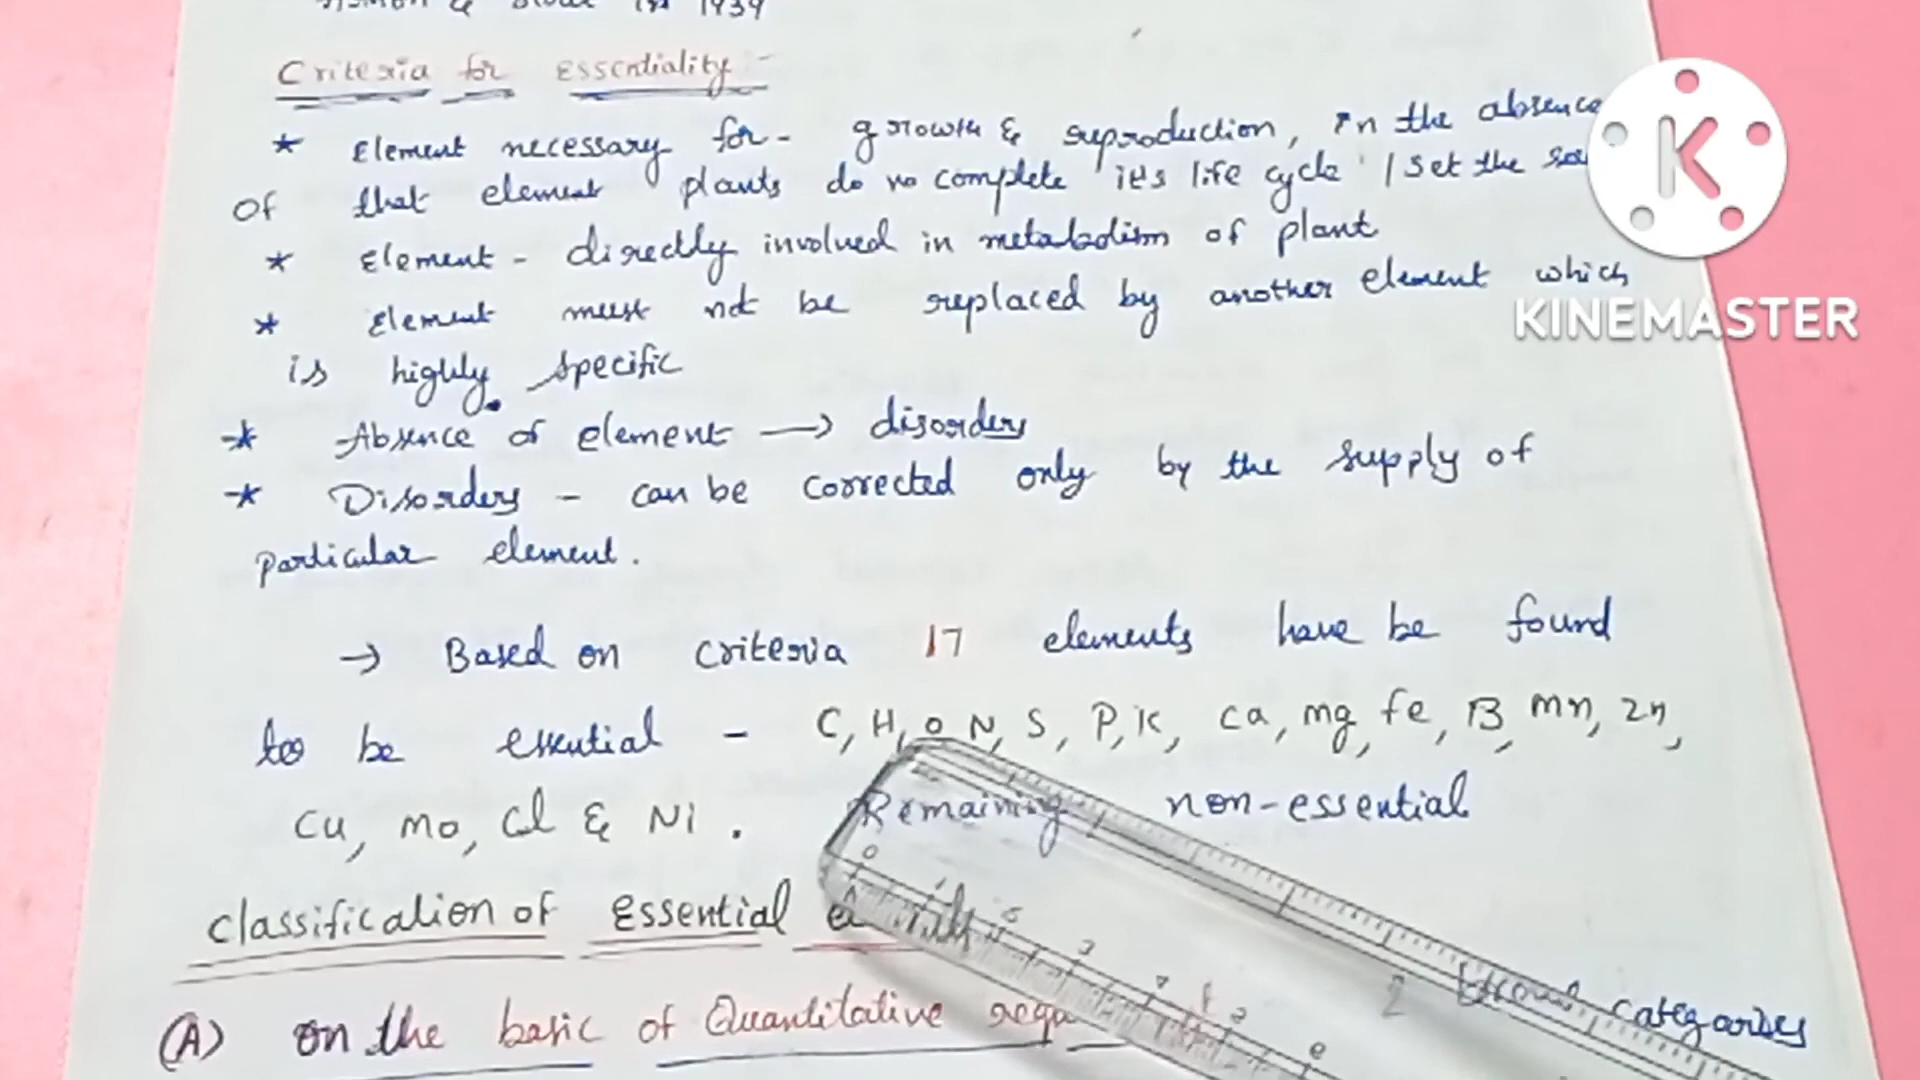 in 1939
Criteria for essentiality -
* Element necessary for - growth & reproduction, In the absence
of that element plants do no complete it's life cycle / set the
* Element - directly involved in metabolism of plant
* Element must not be replaced by another element which
is highly specific
* Absence of element → disorders
* Disorders - can be corrected only by the supply of
particular element.
→ Based on criteria 17 elements have be found
to be essential - C, H, O N, S, P, K, Ca, mg, fe, B, mn, zn,
Cu, mo, Cl & Ni. Remaining non-essential
Classification of Essential
(A) on the basic of Quantitative 2 broad categories
K
KINEMASTER